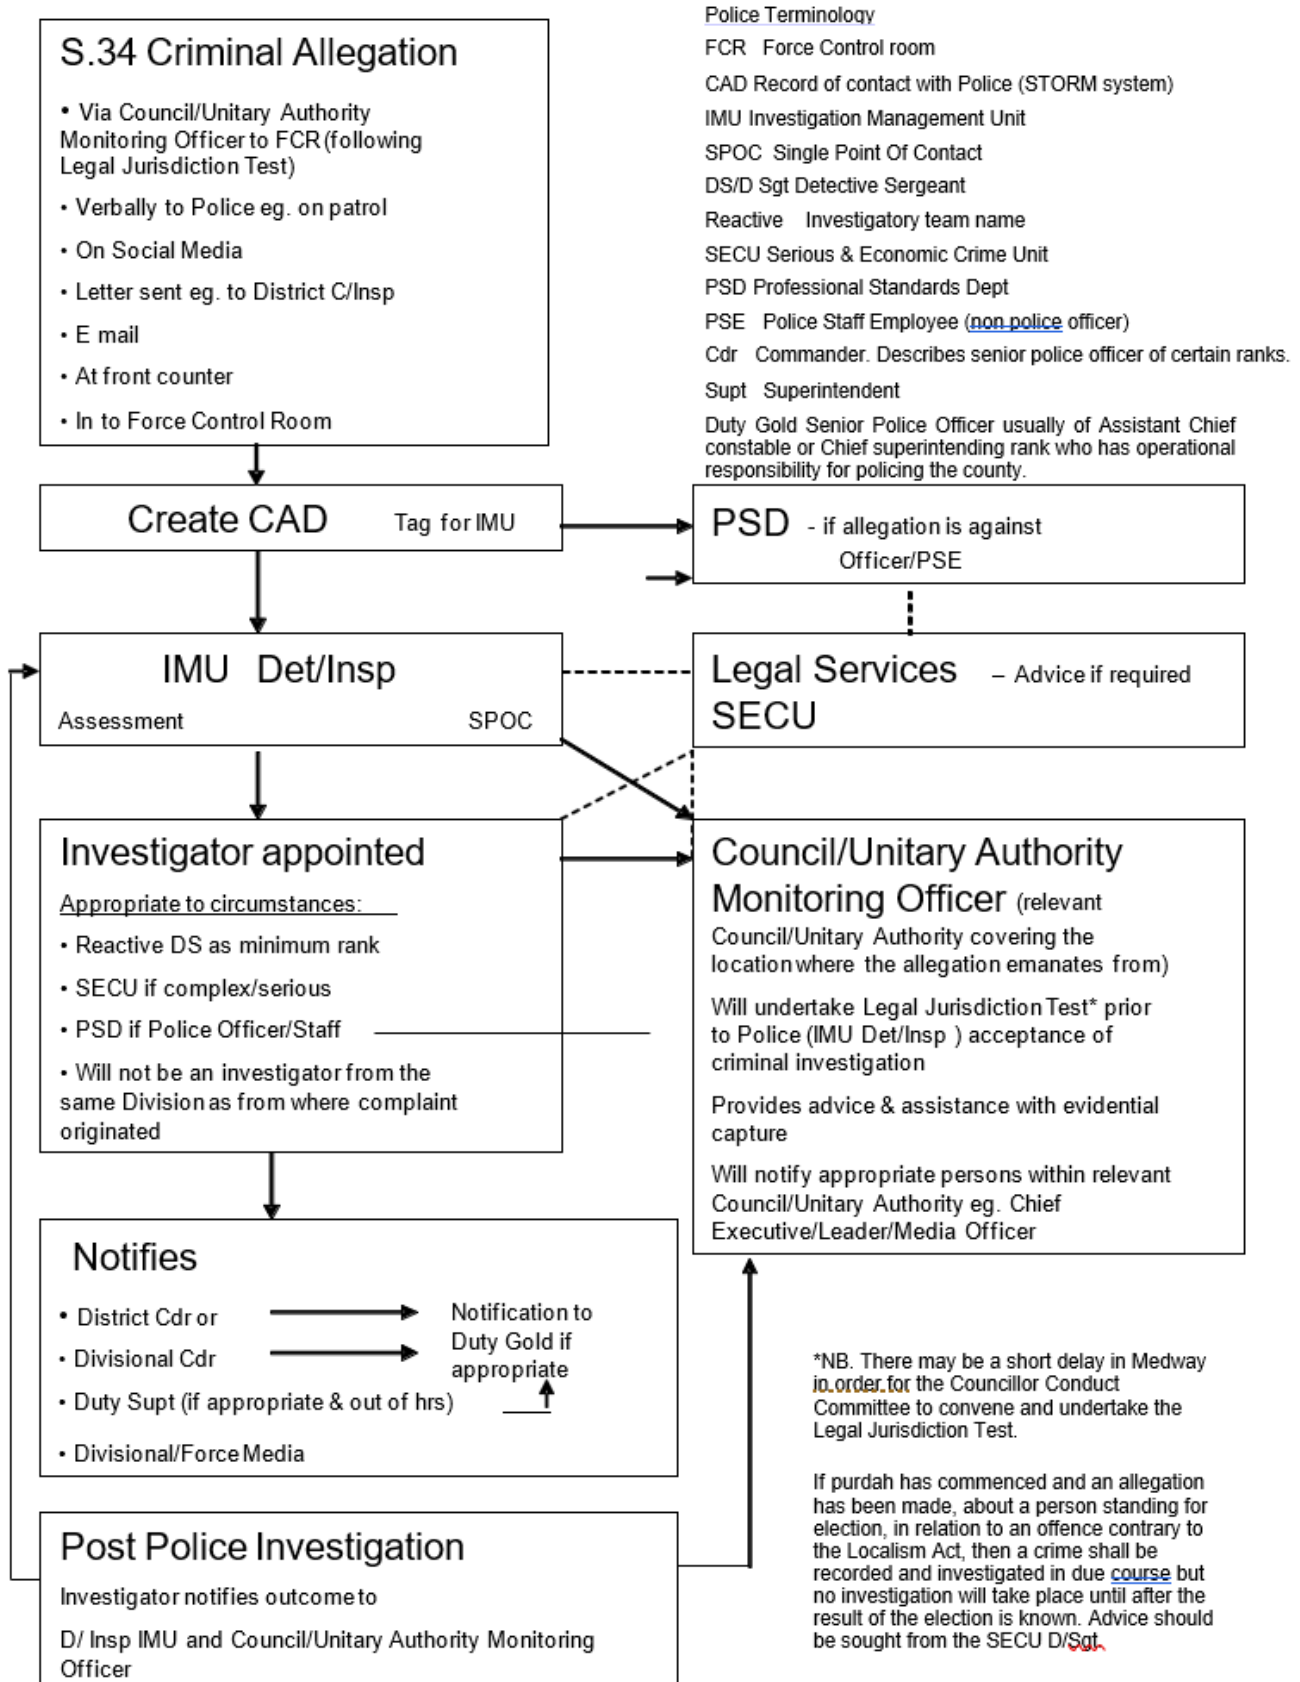 S.34 Criminal Allegation
• Via Council/Unitary Authority
Monitoring Officer to FCR (following
Legal Jurisdiction Test)
• Verbally to Police eg. on patrol
• On Social Media
• Letter sent eg. to District C/Insp
• E mail
• At front counter
• In to Force Control Room
Police Terminology
FCR Force Control room
CAD Record of contact with Police (STORM system)
IMU Investigation Management Unit
SPOC Single Point Of Contact
DS/D Sgt Detective Sergeant
Reactive Investigatory team name
SECU Serious & Economic Crime Unit
PSD Professional Standards Dept
PSE Police Staff Employee (non police officer)
Cdr Commander. Describes senior police officer of certain ranks.
Supt Superintendent
Duty Gold Senior Police Officer usually of Assistant Chief
constable or Chief superintending rank who has operational
responsibility for policing the county.
Create CAD Tag for IMU
PSD - if allegation is against
Officer/PSE
IMU Det/Insp
Assessment SPOC
Legal Services – Advice if required
SECU
Investigator appointed
Appropriate to circumstances:
• Reactive DS as minimum rank
• SECU if complex/serious
• PSD if Police Officer/Staff
• Will not be an investigator from the
same Division as from where complaint
originated
Council/Unitary Authority
Monitoring Officer (relevant
Council/Unitary Authority covering the
location where the allegation emanates from)
Will undertake Legal Jurisdiction Test* prior
to Police (IMU Det/Insp ) acceptance of
criminal investigation
Provides advice & assistance with evidential
capture
Will notify appropriate persons within relevant
Council/Unitary Authority eg. Chief
Executive/Leader/Media Officer
Notifies
• District Cdr or
• Divisional Cdr
• Duty Supt (if appropriate & out of hrs)
• Divisional/Force Media
Notification to
Duty Gold if
appropriate
*NB. There may be a short delay in Medway
in order for the Councillor Conduct
Committee to convene and undertake the
Legal Jurisdiction Test.
If purdah has commenced and an allegation
has been made, about a person standing for
election, in relation to an offence contrary to
the Localism Act, then a crime shall be
recorded and investigated in due course but
no investigation will take place until after the
result of the election is known. Advice should
be sought from the SECU D/Sgt.
Post Police Investigation
Investigator notifies outcome to
D/ Insp IMU and Council/Unitary Authority Monitoring
Officer